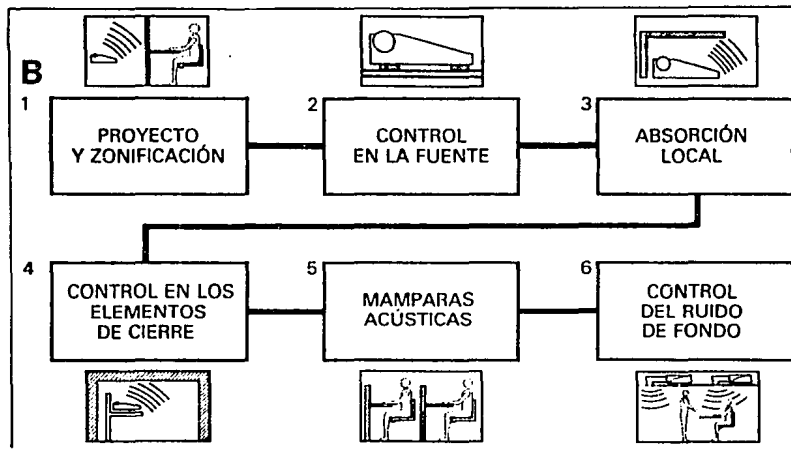 B
1
PROYECTO
Y ZONIFICACIÓN
2
CONTROL
EN LA FUENTE
3
ABSORCIÓN
LOCAL
4
CONTROL EN LOS
ELEMENTOS
DE CIERRE
5
MAMPARAS
ACÚSTICAS
6
CONTROL
DEL RUIDO
DE FONDO